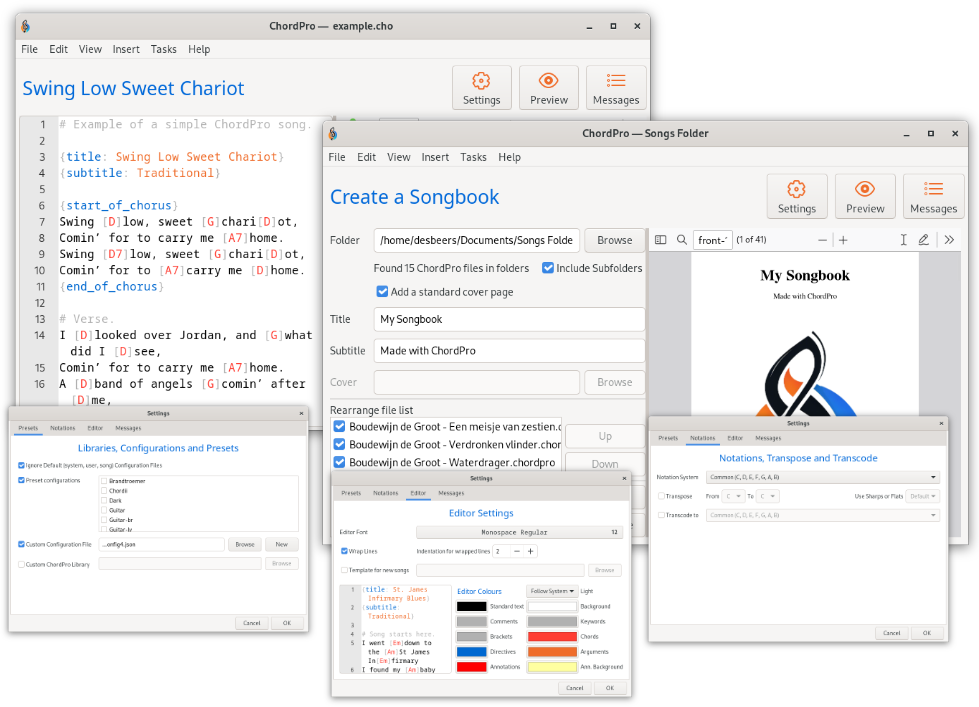 ChordPro — example.cho
File Edit View Insert Tasks Help
Swing Low Sweet Chariot
Settings
Preview
Messages
1 # Example of a simple ChordPro song.
2
3 {title: Swing Low Sweet Chariot}
4 {subtitle: Traditional}
5
6 {start_of_chorus}
7 Swing [D]low, sweet [G]chari[D]ot,
8 Comin’ for to carry me [A7]home.
9 Swing [D7]low, sweet [G]chari[D]ot,
10 Comin’ for to [A7]carry me [D]home.
11 {end_of_chorus}
12
13 # Verse.
14 I [D]looked over Jordan, and [G]what
did I [D]see,
15 Comin’ for to carry me [A7]home.
16 A [D]band of angels [G]comin’ after
[D]me,
ChordPro — Songs Folder
File Edit View Insert Tasks Help
Create a Songbook
Settings
Preview
Messages
Folder /home/desbeers/Documents/Songs Folde Browse
Found 15 ChordPro files in folders Include Subfolders
Add a standard cover page
Title My Songbook
Subtitle Made with ChordPro
Cover Browse
Rearrange file list
Boudewijn de Groot - Een meisje van zestien.c
Boudewijn de Groot - Verdronken vlinder.chor
Boudewijn de Groot - Waterdrager.chordpro
Up
Down
front-' (1 of 41)
My Songbook
Made with ChordPro
Settings
Presets Notations Editor Messages
Libraries, Configurations and Presets
Ignore Default (system, user, song) Configuration Files
Preset configurations
Brandtroemer
Chordii
Dark
Guitar
Guitar-br
Guitar-lv
Custom Configuration File ...onfig4.json Browse New
Custom ChordPro Library Browse
Cancel OK
Settings
Presets Notations Editor Messages
Editor Settings
Editor Font Monospace Regular 12
Wrap Lines Indentation for wrapped lines 2
Template for new songs Browse
1 {title: St. James
Infirmary Blues}
2 {subtitle:
Traditional}
3
4 # Song starts here.
5 I went [Em]down to
the [Am]St James
In[Em]firmary
6 I found my [Am]baby
Editor Colours Follow System Light
Standard text Background
Comments Keywords
Brackets Chords
Directives Arguments
Annotations Ann. Background
Cancel OK
Settings
Presets Notations Editor Messages
Notations, Transpose and Transcode
Notation System Common (C, D, E, F, G, A, B)
Transpose From C To C Use Sharps or Flats Default
Transcode to Common (C, D, E, F, G, A, B)
Cancel OK